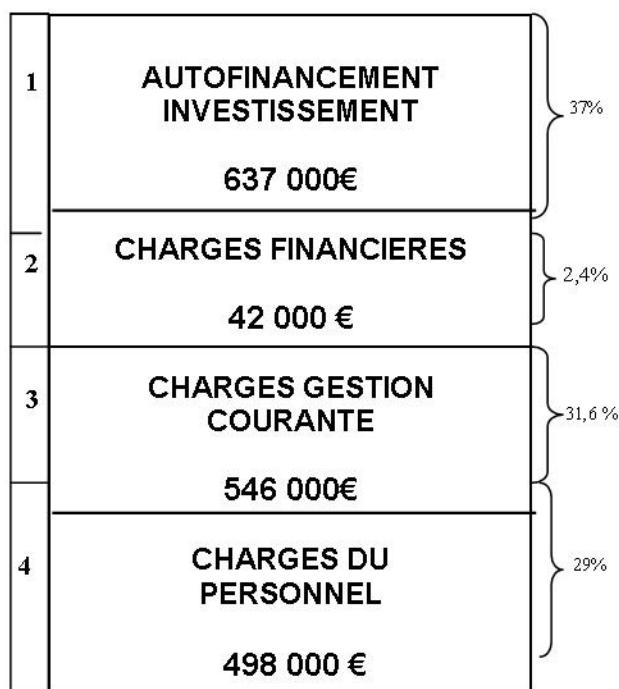 1
AUTOFINANCEMENT
INVESTISSEMENT
637 000€
37%
2
CHARGES FINANCIERES
42 000 €
2,4%
3
CHARGES GESTION
COURANTE
546 000€
31,6 %
4
CHARGES DU
PERSONNEL
498 000 €
29%